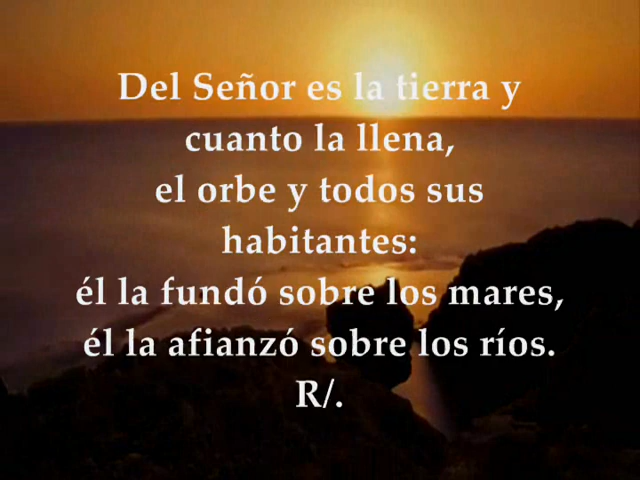 Del Señor es la tierra y
cuanto la llena,
el orbe y todos sus
habitantes:
él la fundó sobre los mares,
él la afianzó sobre los ríos.
R/.